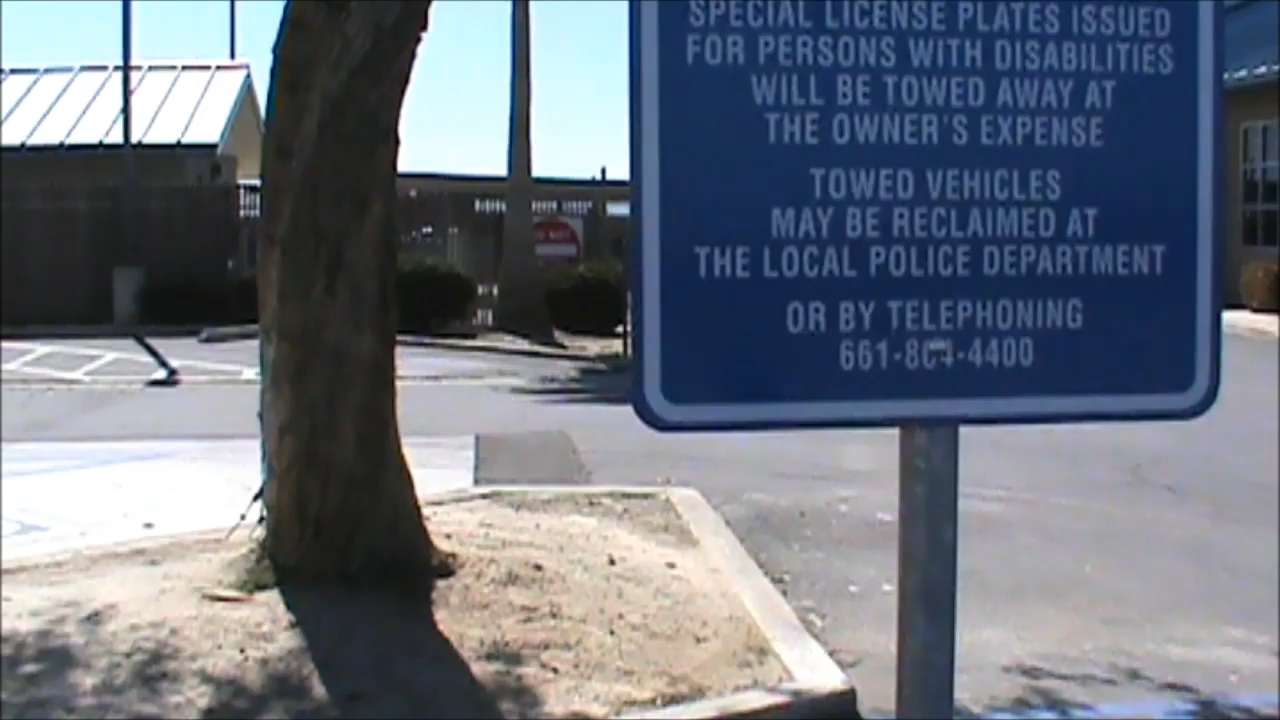 SPECIAL LICENSE PLATES ISSUED
FOR PERSONS WITH DISABILITIES
WILL BE TOWED AWAY AT
THE OWNER'S EXPENSE
TOWED VEHICLES
MAY BE RECLAIMED AT
THE LOCAL POLICE DEPARTMENT
OR BY TELEPHONING